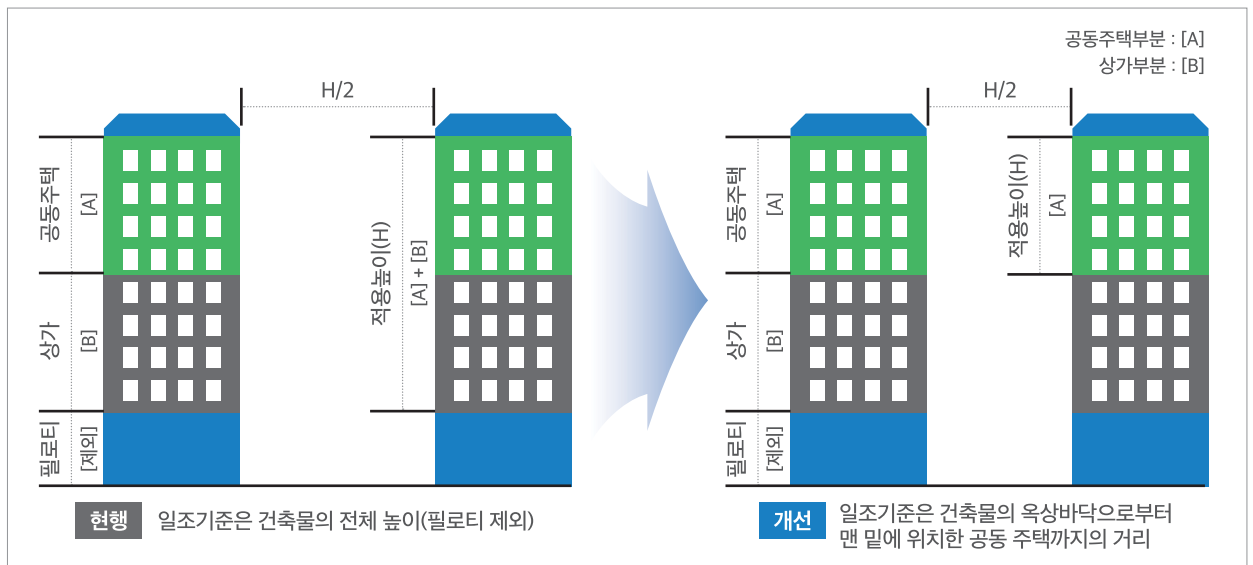 공동주택부분 : [A]
상가부분 : [B]
H/2
공동주택
[A]
상가
[B]
필로티
[제외]
적용높이(H)
[A] + [B]
H/2
공동주택
[A]
상가
[B]
필로티
[제외]
적용높이(H)
[A]
현행
일조기준은 건축물의 전체 높이(필로티 제외)
개선
일조기준은 건축물의 옥상바닥으로부터
맨 밑에 위치한 공동 주택까지의 거리